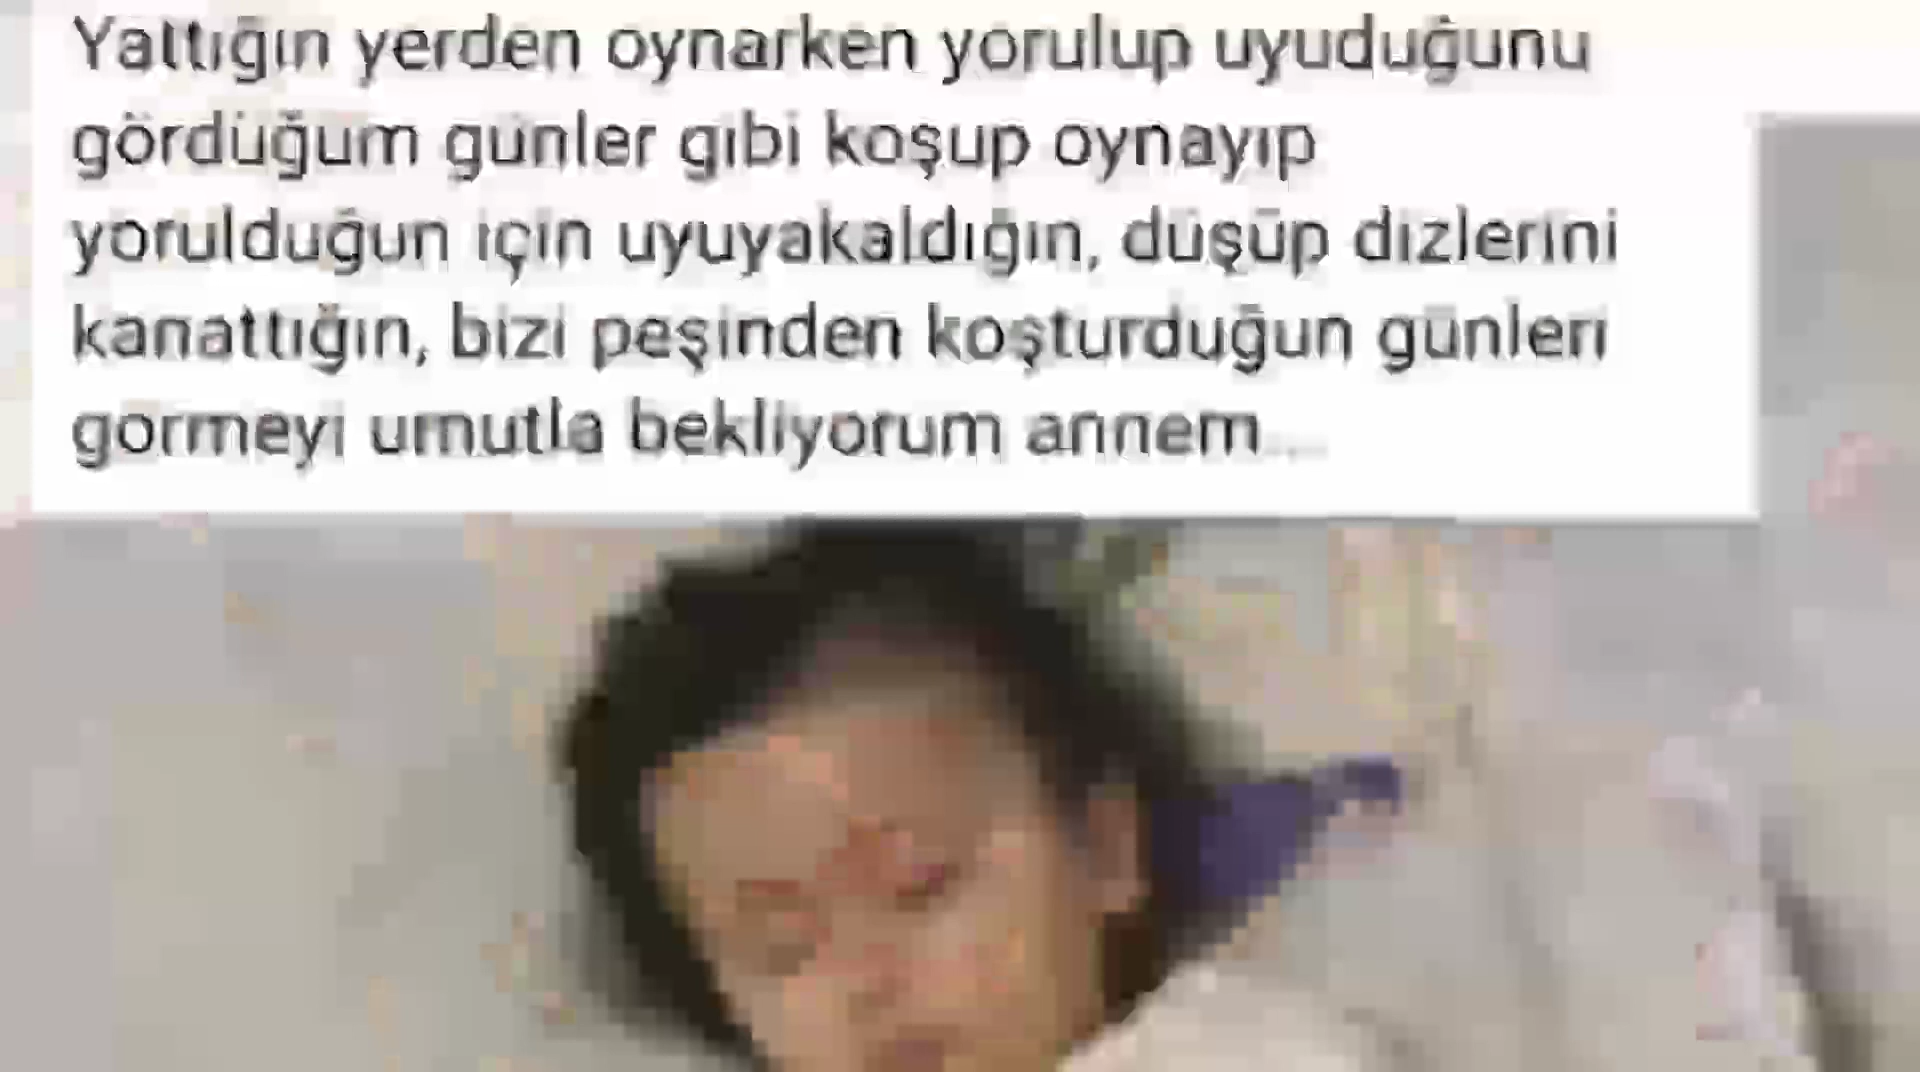 Yattığın yerden oynarken yorulup uyuduğunu
gördüğüm günler gibi koşup oynayıp
yorulduğun için uyuyakaldığın, düşüp dizlerini
kanattığın, bizi peşinden koşturduğun günleri
görmeyi umutla bekliyorum annem...